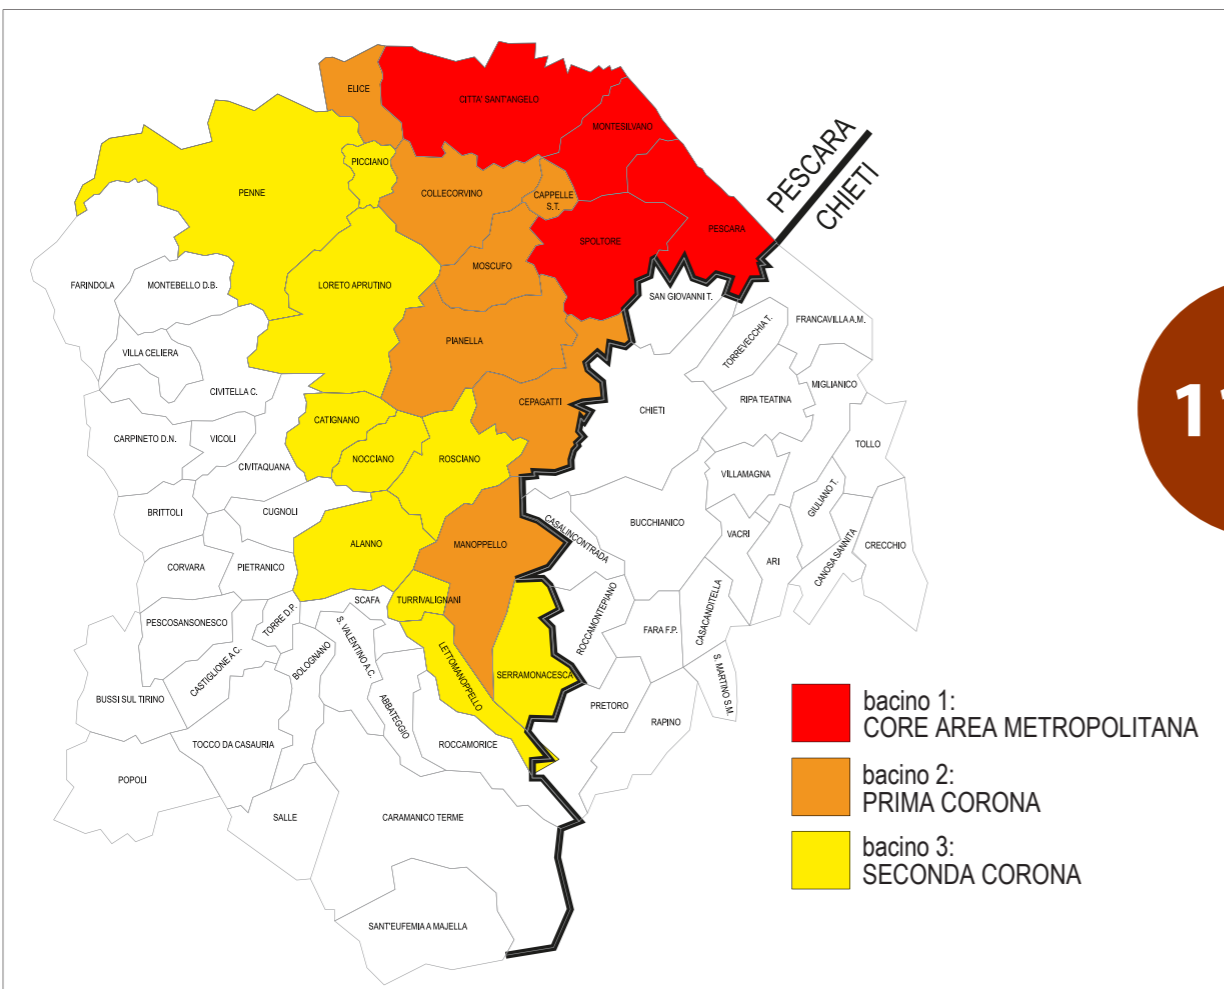 ELICE
CITTA' SANT'ANGELO
MONTESILVANO
PICCIANO
PENNE
COLLECORVINO
CAPPELLE
S.T.
PESCARA
CHIETI
PESCARA
SPOLTORE
MOSCUFO
FARINDOLA
MONTEBELLO D.B.
LORETO APRUTINO
SAN GIOVANNI T.
TORREVECCHIA T.
FRANCAVILLA A.M.
PIANELLA
VILLA CELIERA
CIVITELLA C.
MIGLIANICO
RIPA TEATINA
CHIETI
CEPAGATTI
CATIGNANO
CARPINETO D.N.
VICOLI
CIVITAQUANA
NOCCIANO
ROSCIANO
TOLLO
VILLAMAGNA
GIULIANO T.
11
BRITTOLI
CUGNOLI
CASALINCONTRADA
BUCCHIANICO
VACRI
ALANNO
MANOPPELLO
ARI
CANOSA SANNITA
CRECCHIO
CORVARA
PIETRANICO
SCAFA
TURRIVALIGNANI
ROCCAMONTEPIANO
CASACANDITELLA
FARA F.P.
PESCOSANSONESCO
TORRE D.P.
S. VALENTINO A.C.
LETTOMANOPPELLO
SERRAMONACESCA
S. MARTINO S.M.
BUSSI SUL TIRINO
CASTIGLIONE A C.
BOLOGNANO
ABBATEGGIO
PRETORO
RAPINO
TOCCO DA CASAURIA
ROCCAMORICE
POPOLI
SALLE
CARAMANICO TERME
SANT'EUFEMIA A MAJELLA
bacino 1:
CORE AREA METROPOLITANA
bacino 2:
PRIMA CORONA
bacino 3:
SECONDA CORONA